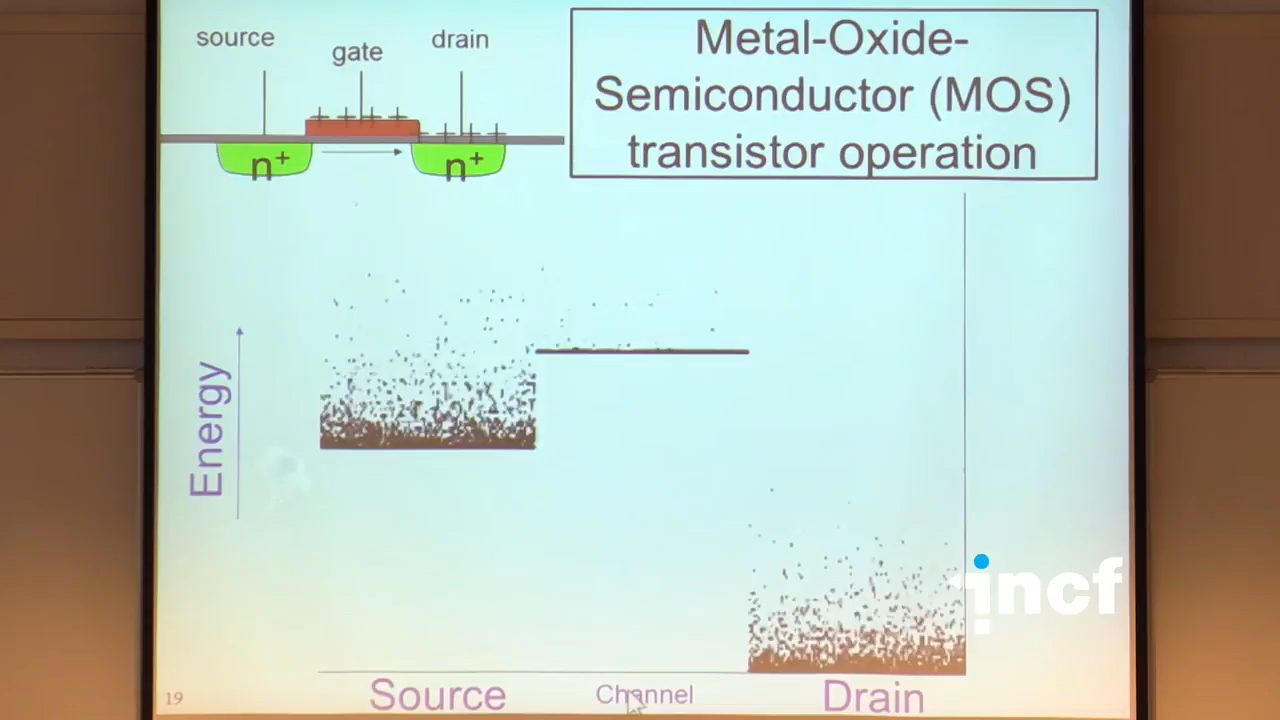 source
gate
drain
+ + + +
+ + + +
n+
n+
Metal-Oxide-
Semiconductor (MOS)
transistor operation
Energy
incf
Source
Channel
Drain
19